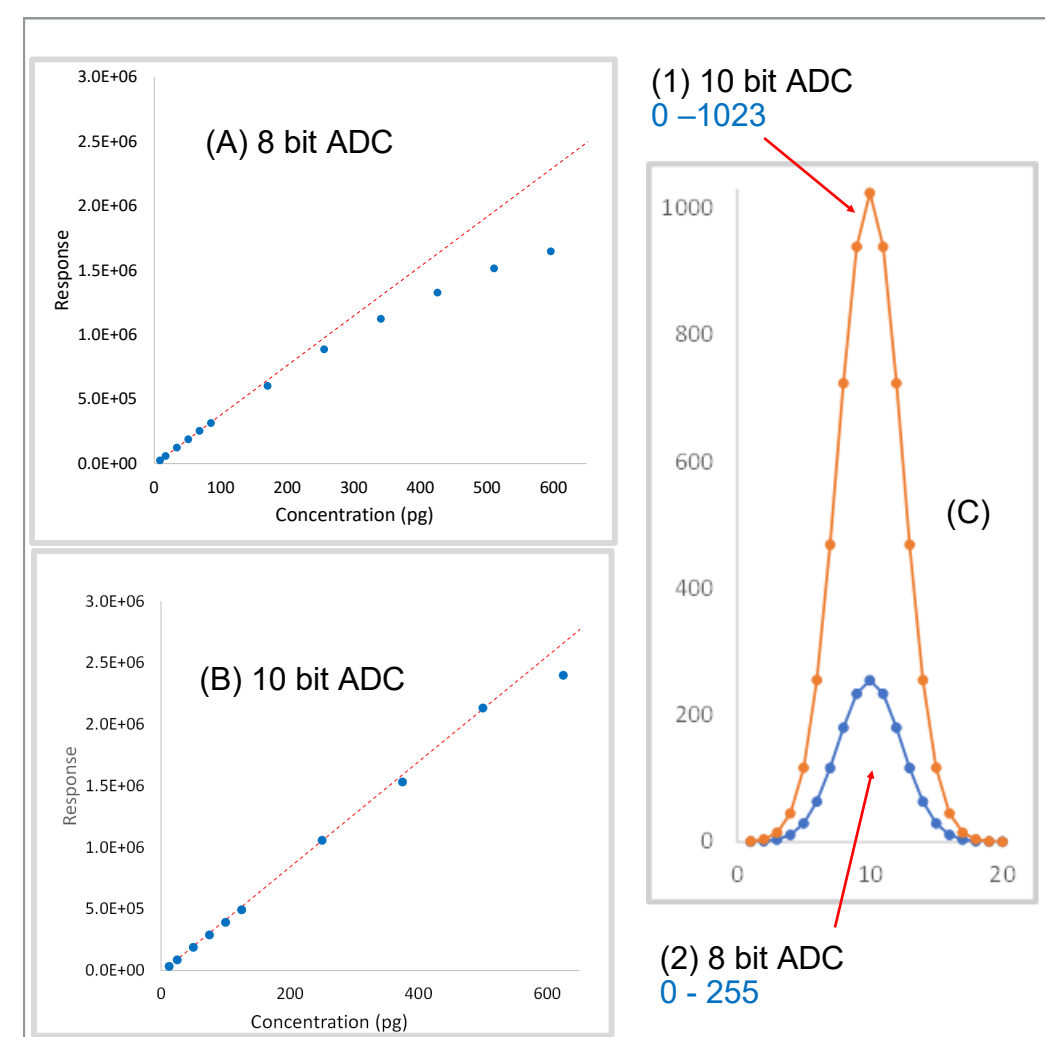 (A) 8 bit ADC
3.0E+06
2.5E+06
2.0E+06
1.5E+06
1.0E+06
5.0E+05
0.0E+00
Response
0 100 200 300 400 500 600
Concentration (pg)
(B) 10 bit ADC
3.0E+06
2.5E+06
2.0E+06
1.5E+06
1.0E+06
5.0E+05
0.0E+00
Response
0 200 400 600
Concentration (pg)
(1) 10 bit ADC
0 –1023
1000
800
600
400
200
0
(C)
0 10 20
(2) 8 bit ADC
0 - 255